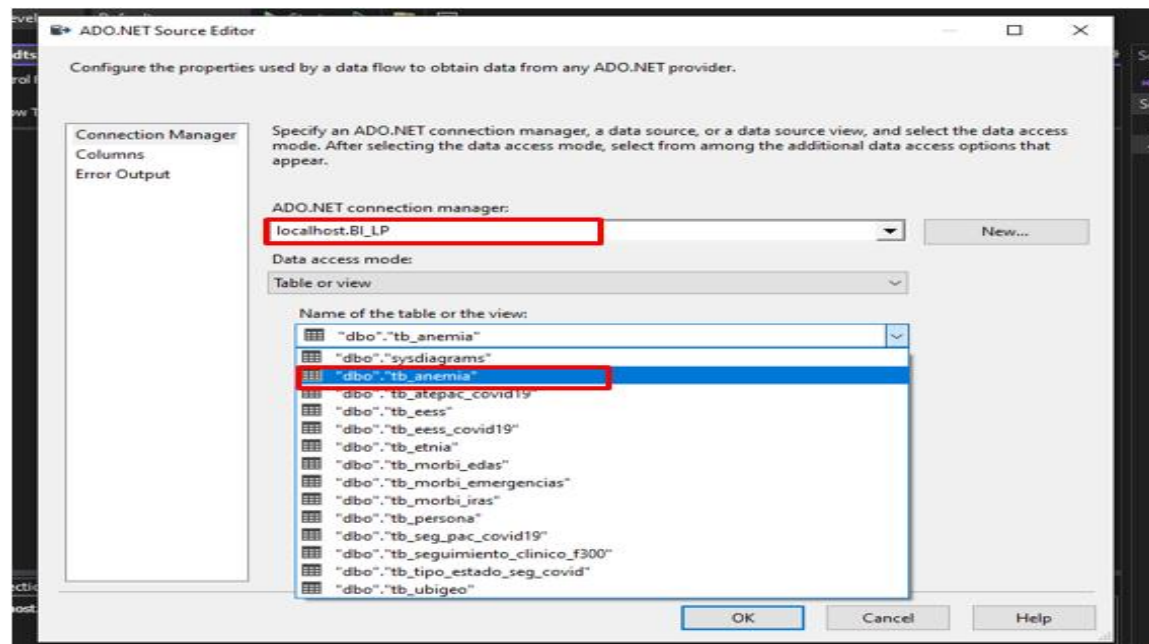 ADO.NET Source Editor
Configure the properties used by a data flow to obtain data from any ADO.NET provider.
Connection Manager
Columns
Error Output
Specify an ADO.NET connection manager, a data source, or a data source view, and select the data access
mode. After selecting the data access mode, select from among the additional data access options that
appear.
ADO.NET connection manager:
localhost.BI_LP
New...
Data access mode:
Table or view
Name of the table or the view:
"dbo"."tb_anemia"
"dbo"."sysdiagrams"
"dbo"."tb_anemia"
"dbo"."tb_atepac_covid19"
"dbo"."tb_eess"
"dbo"."tb_eess_covid19"
"dbo"."tb_etnia"
"dbo"."tb_morbi_edas"
"dbo"."tb_morbi_emergencias"
"dbo"."tb_morbi_iras"
"dbo"."tb_persona"
"dbo"."tb_seg_pac_covid19"
"dbo"."tb_seguimiento_clinico_f300"
"dbo"."tb_tipo_estado_seg_covid"
"dbo"."tb_ubigeo"
OK
Cancel
Help